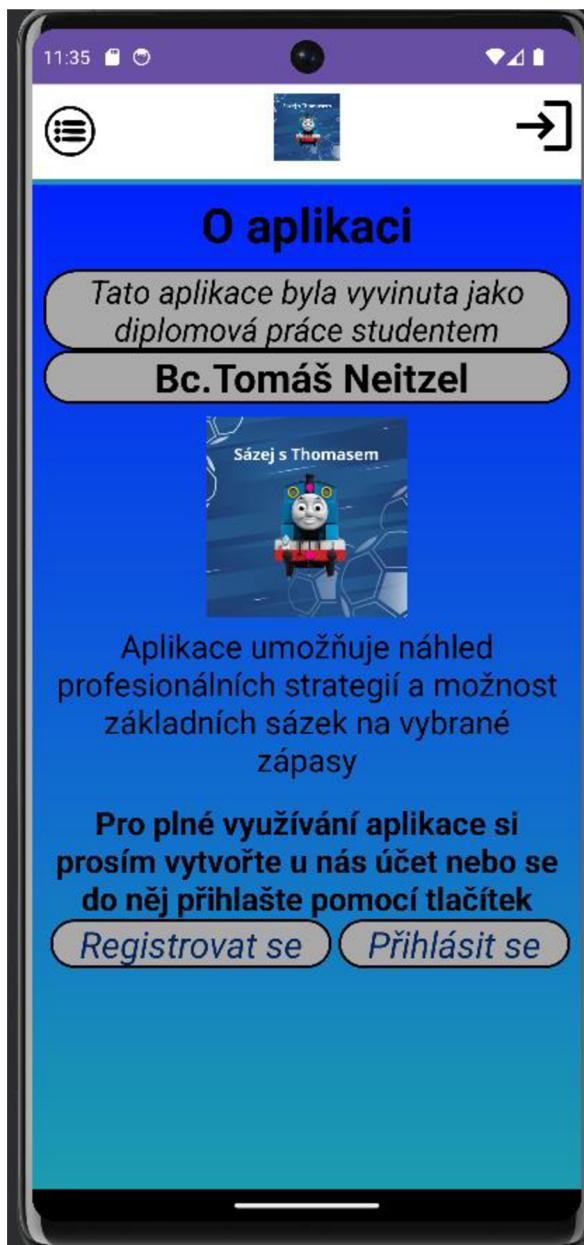 11:35
Sázej s Thomasem
O aplikaci
Tato aplikace byla vyvinuta jako
diplomová práce studentem
Bc.Tomáš Neitzel
Sázej s Thomasem
Aplikace umožňuje náhled
profesionálních strategií a možnost
základních sázek na vybrané
zápasy
Pro plné využívání aplikace si
prosím vytvořte u nás účet nebo se
do něj přihlašte pomocí tlačítek
Registrovat se
Přihlásit se